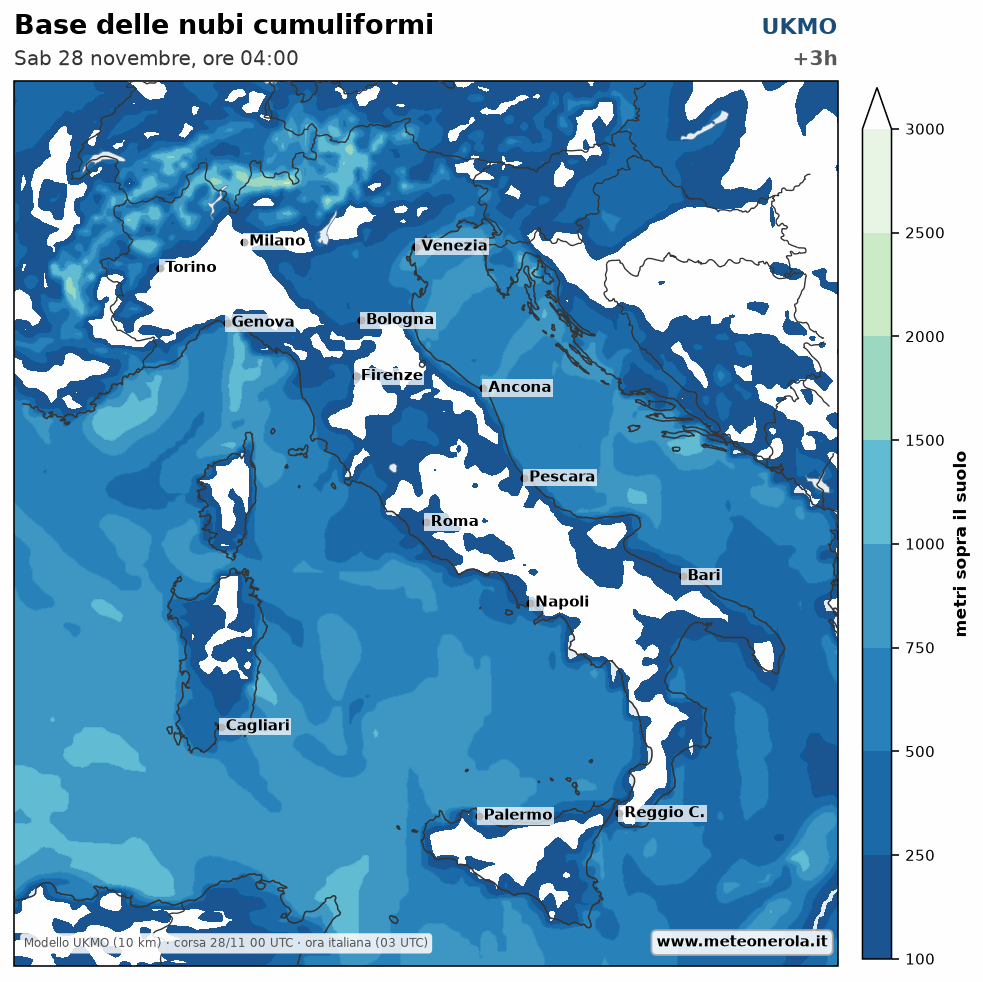 Base delle nubi cumuliformi
UKMO
Sab 28 novembre, ore 04:00
+3h
3000
2500
2000
1500
1000
750
500
250
100
metri sopra il suolo
Milano
Venezia
Torino
Genova
Bologna
Firenze
Ancona
Pescara
Roma
Bari
Napoli
Cagliari
Palermo
Reggio C.
Modello UKMO (10 km) · corsa 28/11 00 UTC · ora italiana (03 UTC)
www.meteonerola.it